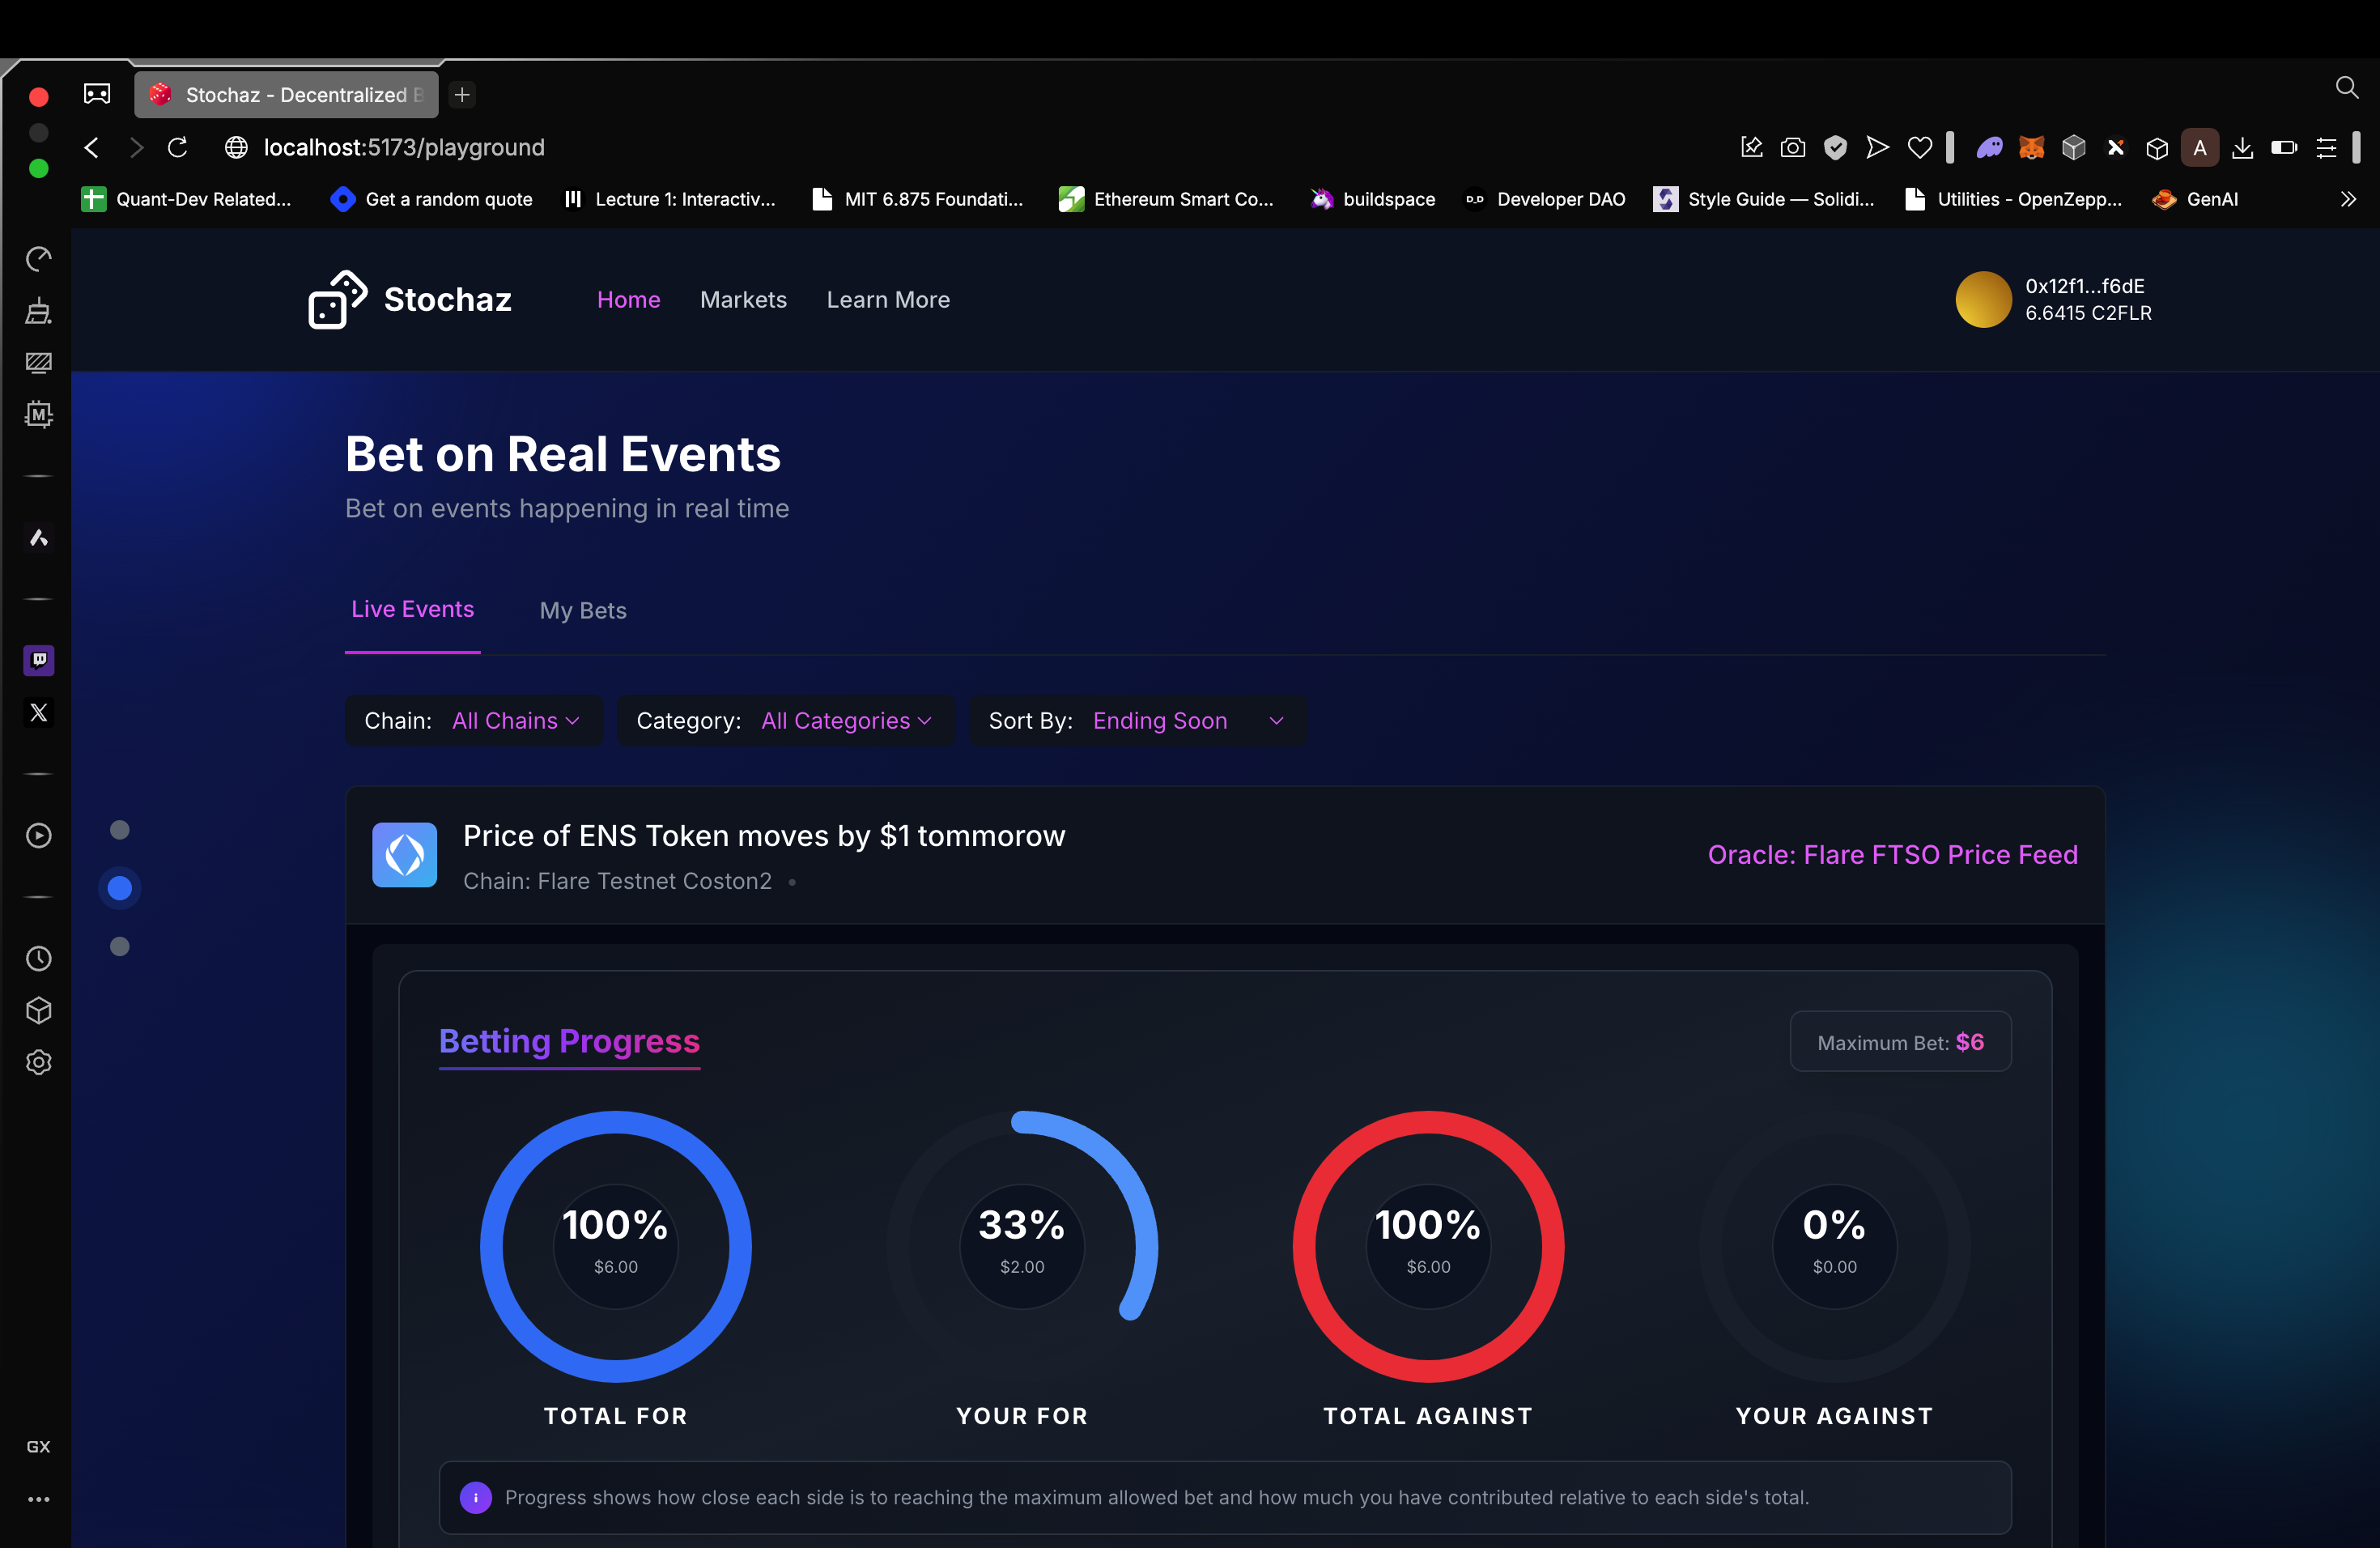 Stochaz - Decentralized B
localhost:5173/playground
A
Quant-Dev Related...
Get a random quote
Lecture 1: Interactiv...
MIT 6.875 Foundati...
Ethereum Smart Co...
buildspace
D_D Developer DAO
Style Guide — Solidi...
Utilities - OpenZepp...
GenAI
M
Stochaz
Home
Markets
Learn More
0x12f1...f6dE
6.6415 C2FLR
Bet on Real Events
Bet on events happening in real time
Live Events
My Bets
Chain: All Chains
Category: All Categories
Sort By: Ending Soon
Price of ENS Token moves by $1 tommorow
Chain: Flare Testnet Coston2
Oracle: Flare FTSO Price Feed
Betting Progress
Maximum Bet: $6
100%
$6.00
TOTAL FOR
33%
$2.00
YOUR FOR
100%
$6.00
TOTAL AGAINST
0%
$0.00
YOUR AGAINST
Progress shows how close each side is to reaching the maximum allowed bet and how much you have contributed relative to each side's total.
GX